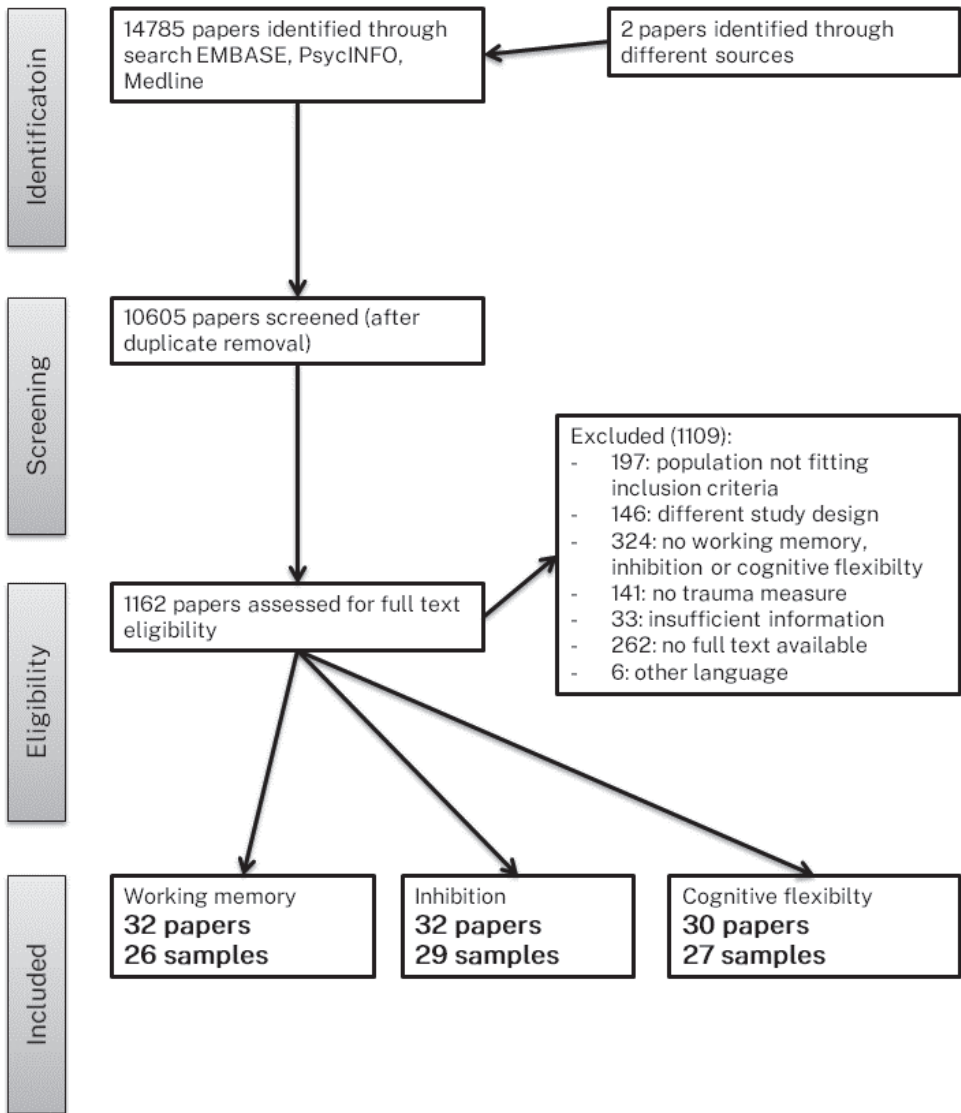 Identificatoin
14785 papers identified through
search EMBASE, PsycINFO,
Medline
2 papers identified through
different sources
Screening
10605 papers screened (after
duplicate removal)
Excluded (1109):
- 197: population not fitting
inclusion criteria
- 146: different study design
- 324: no working memory,
inhibition or cognitive flexibilty
- 141: no trauma measure
- 33: insufficient information
- 262: no full text available
- 6: other language
Eligibility
1162 papers assessed for full text
eligibility
Included
Working memory
32 papers
26 samples
Inhibition
32 papers
29 samples
Cognitive flexibilty
30 papers
27 samples